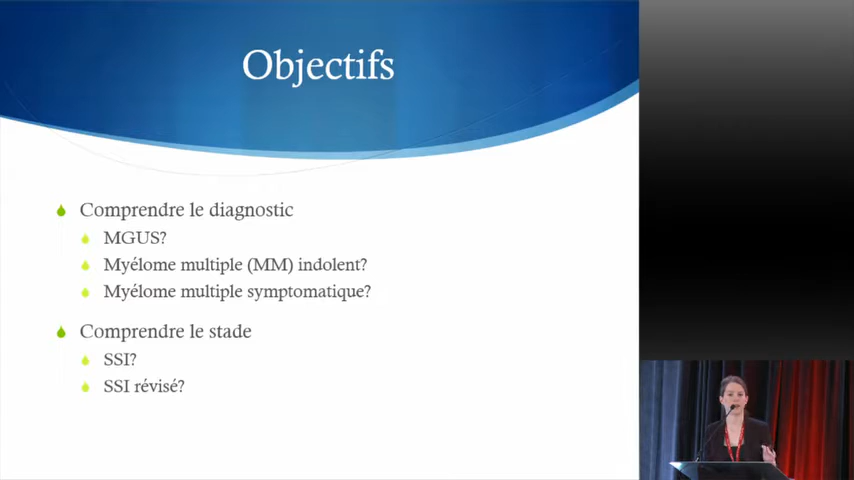 Objectifs
Comprendre le diagnostic
MGUS?
Myélome multiple (MM) indolent?
Myélome multiple symptomatique?
Comprendre le stade
SSI?
SSI révisé?